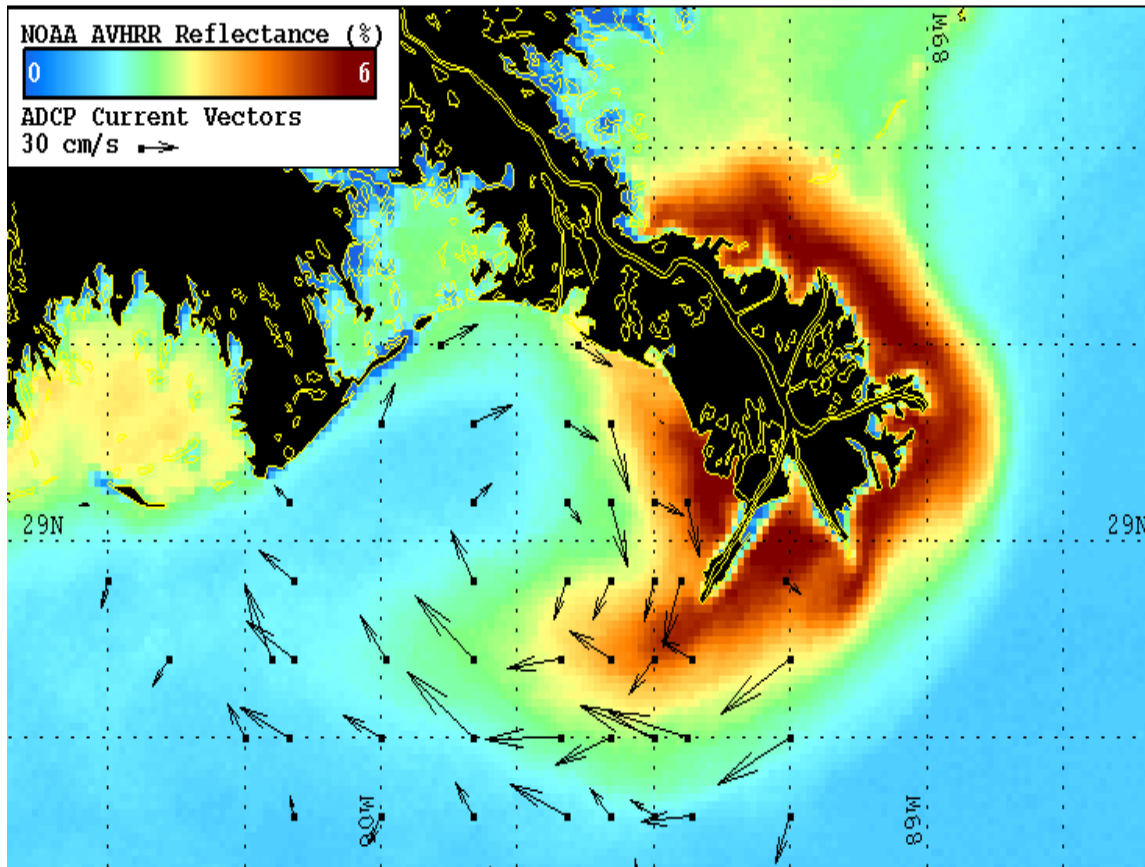 NOAA AVHRR Reflectance (%)
0 6
ADCP Current Vectors
30 cm/s
89W
29N
29N
90W
89W